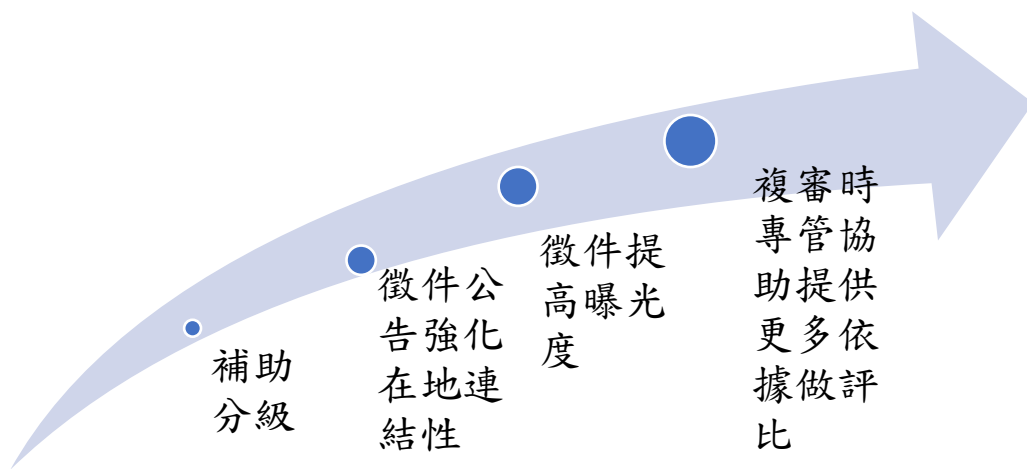 補助
分級
徵件公
告強化
在地連
結性
徵件提
高曝光
度
複審時
專管協
助提供
更多依
據做評
比